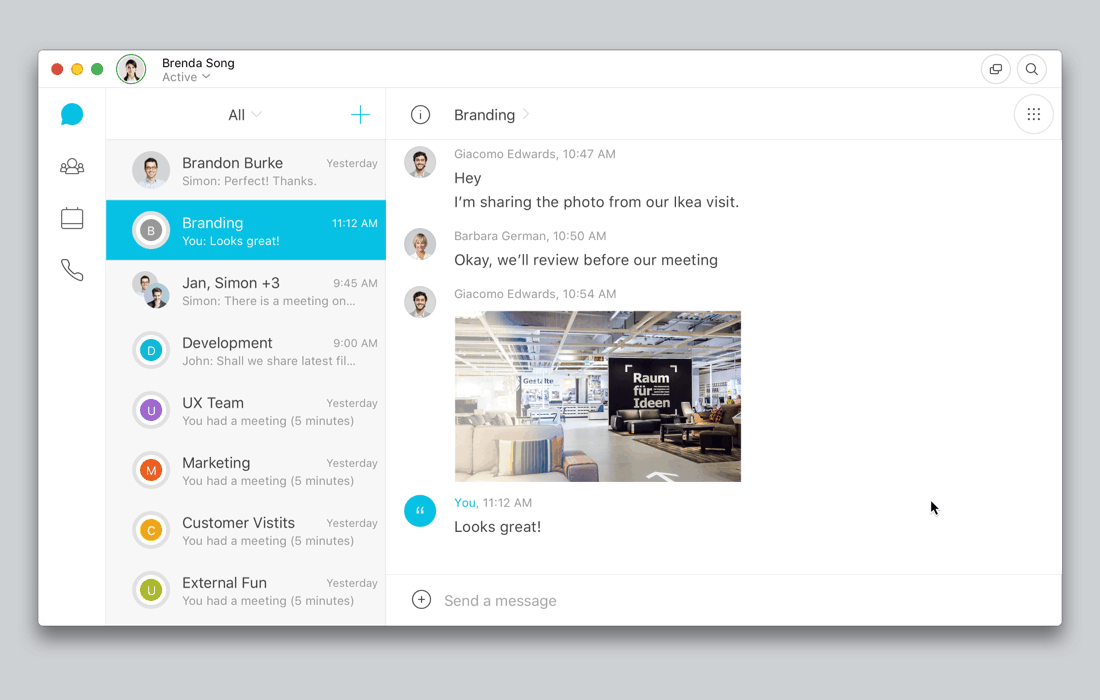 Brenda Song
Active
All
Branding
Brandon Burke
Yesterday
Simon: Perfect! Thanks.
B
Branding
11:12 AM
You: Looks great!
Jan, Simon +3
9:45 AM
Simon: There is a meeting on...
D
Development
9:00 AM
John: Shall we share latest fil...
U
UX Team
Yesterday
You had a meeting (5 minutes)
M
Marketing
Yesterday
You had a meeting (5 minutes)
C
Customer Vistits
Yesterday
You had a meeting (5 minutes)
U
External Fun
Yesterday
You had a meeting (5 minutes)
Giacomo Edwards, 10:47 AM
Hey
I’m sharing the photo from our Ikea visit.
Barbara German, 10:50 AM
Okay, we’ll review before our meeting
Giacomo Edwards, 10:54 AM
Gestalte
Raum
für
Ideen
“
You, 11:12 AM
Looks great!
Send a message